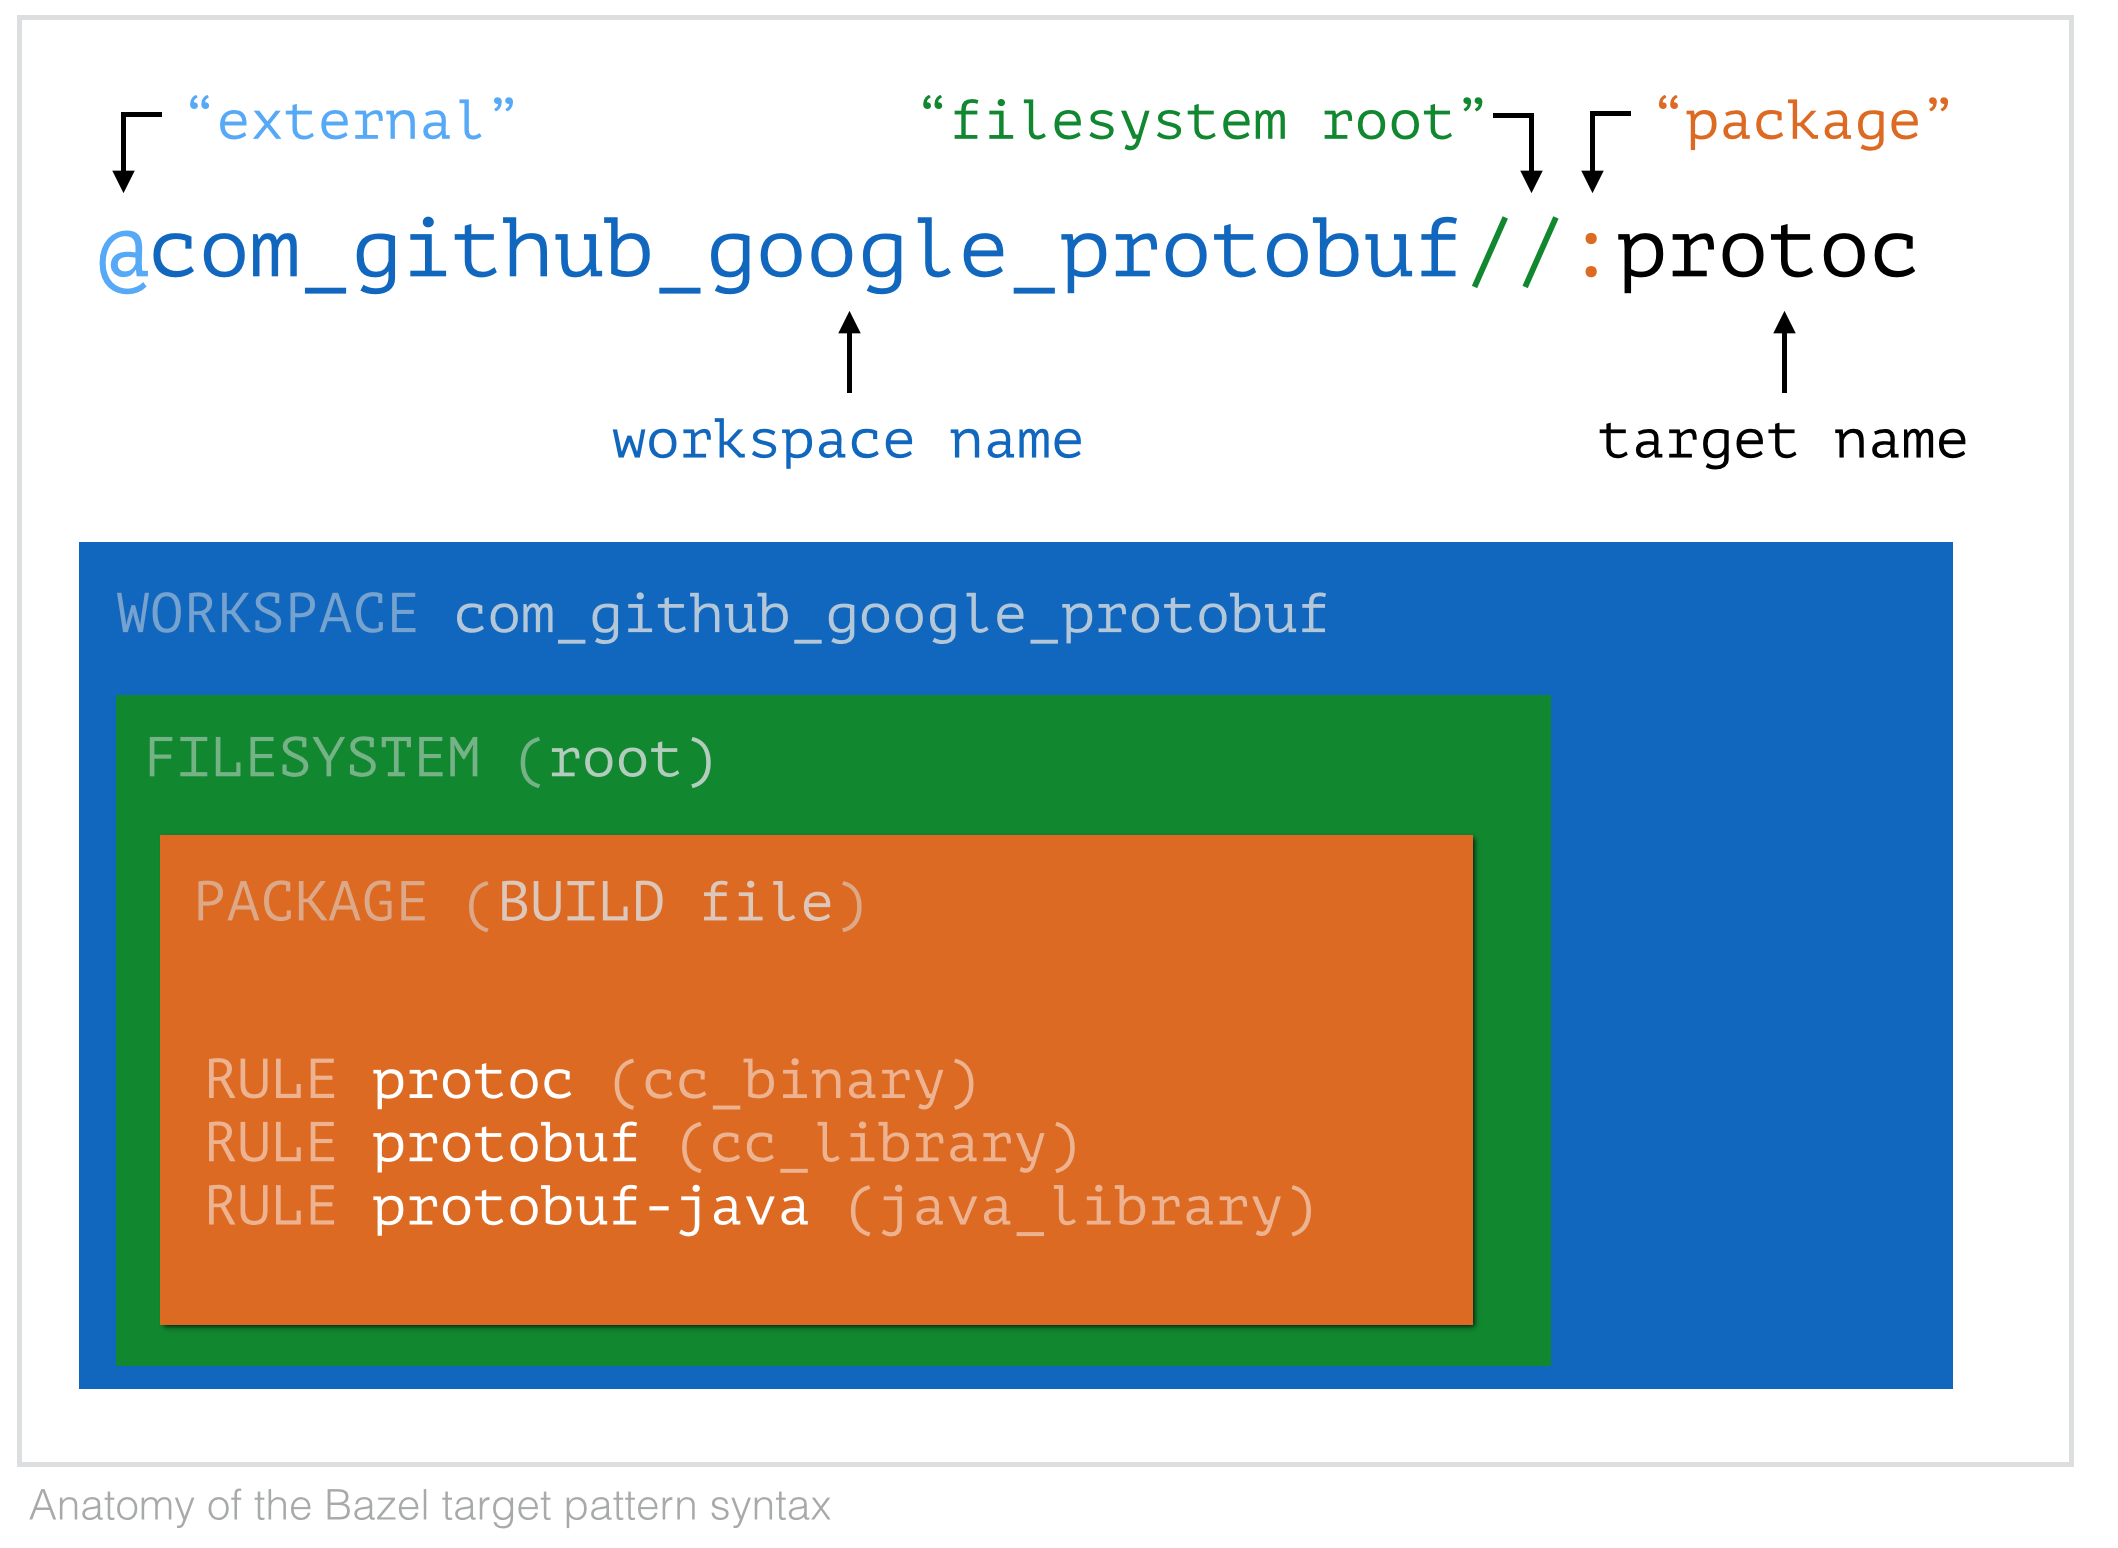 “external” “filesystem root” “package”
@com_github_google_protobuf//:protoc
workspace name target name
WORKSPACE com_github_google_protobuf
FILESYSTEM (root)
PACKAGE (BUILD file)
RULE protoc (cc_binary)
RULE protobuf (cc_library)
RULE protobuf-java (java_library)
Anatomy of the Bazel target pattern syntax